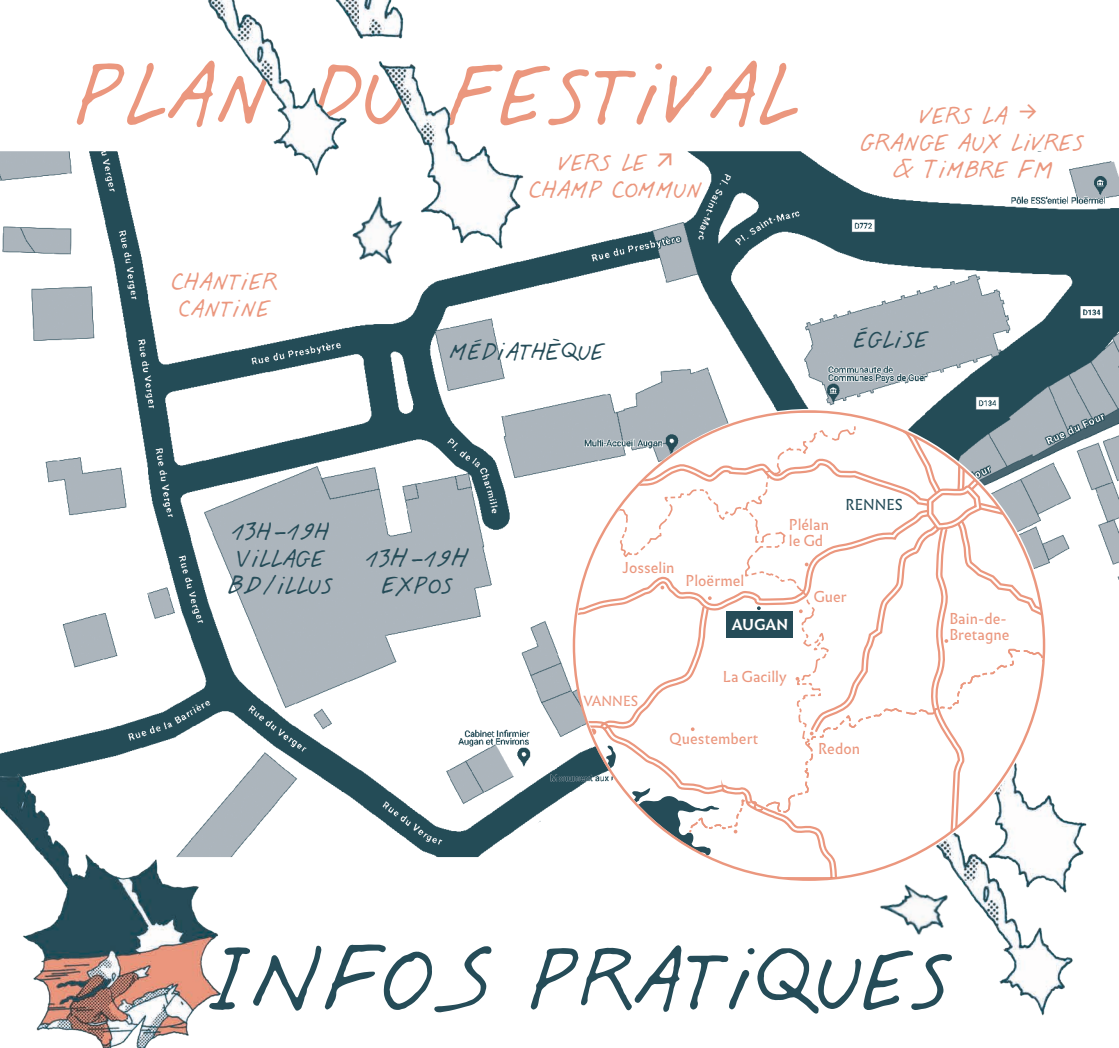 PLAN DU FESTiVAL
VERS LA →
GRANGE AUX LiVRES
& TiMBRE FM
VERS LE ↗
CHAMP COMMUN
Pôle ESS'entiel Ploërmel
Pl. Saint-Marc
Pl. Saint-Marc
D772
Rue du Presbytère
u Verger
Rue du Verger
CHANTiER
CANTiNE
D134
Rue du Presbytère
MÉDiATHÈQUE
ÉGLiSE
Rue du Verger
Communauté de
Communes Pays de Guer
D134
Rue du Four
our
Multi-Accueil Augan
Pl. de la Charmille
Rue du Verger
13H-19H
ViLLAGE
BD/iLLUS
13H-19H
EXPOS
Rue du Verger
RENNES
Plélan
le Gd
Josselin
Ploërmel
Guer
AUGAN
Bain-de-
Bretagne
La Gacilly
VANNES
Questembert
Redon
Rue de la Barrière
Rue du Verger
Cabinet Infirmier
Augan et Environs
Rue du Verger
INFOS PRATiQUES